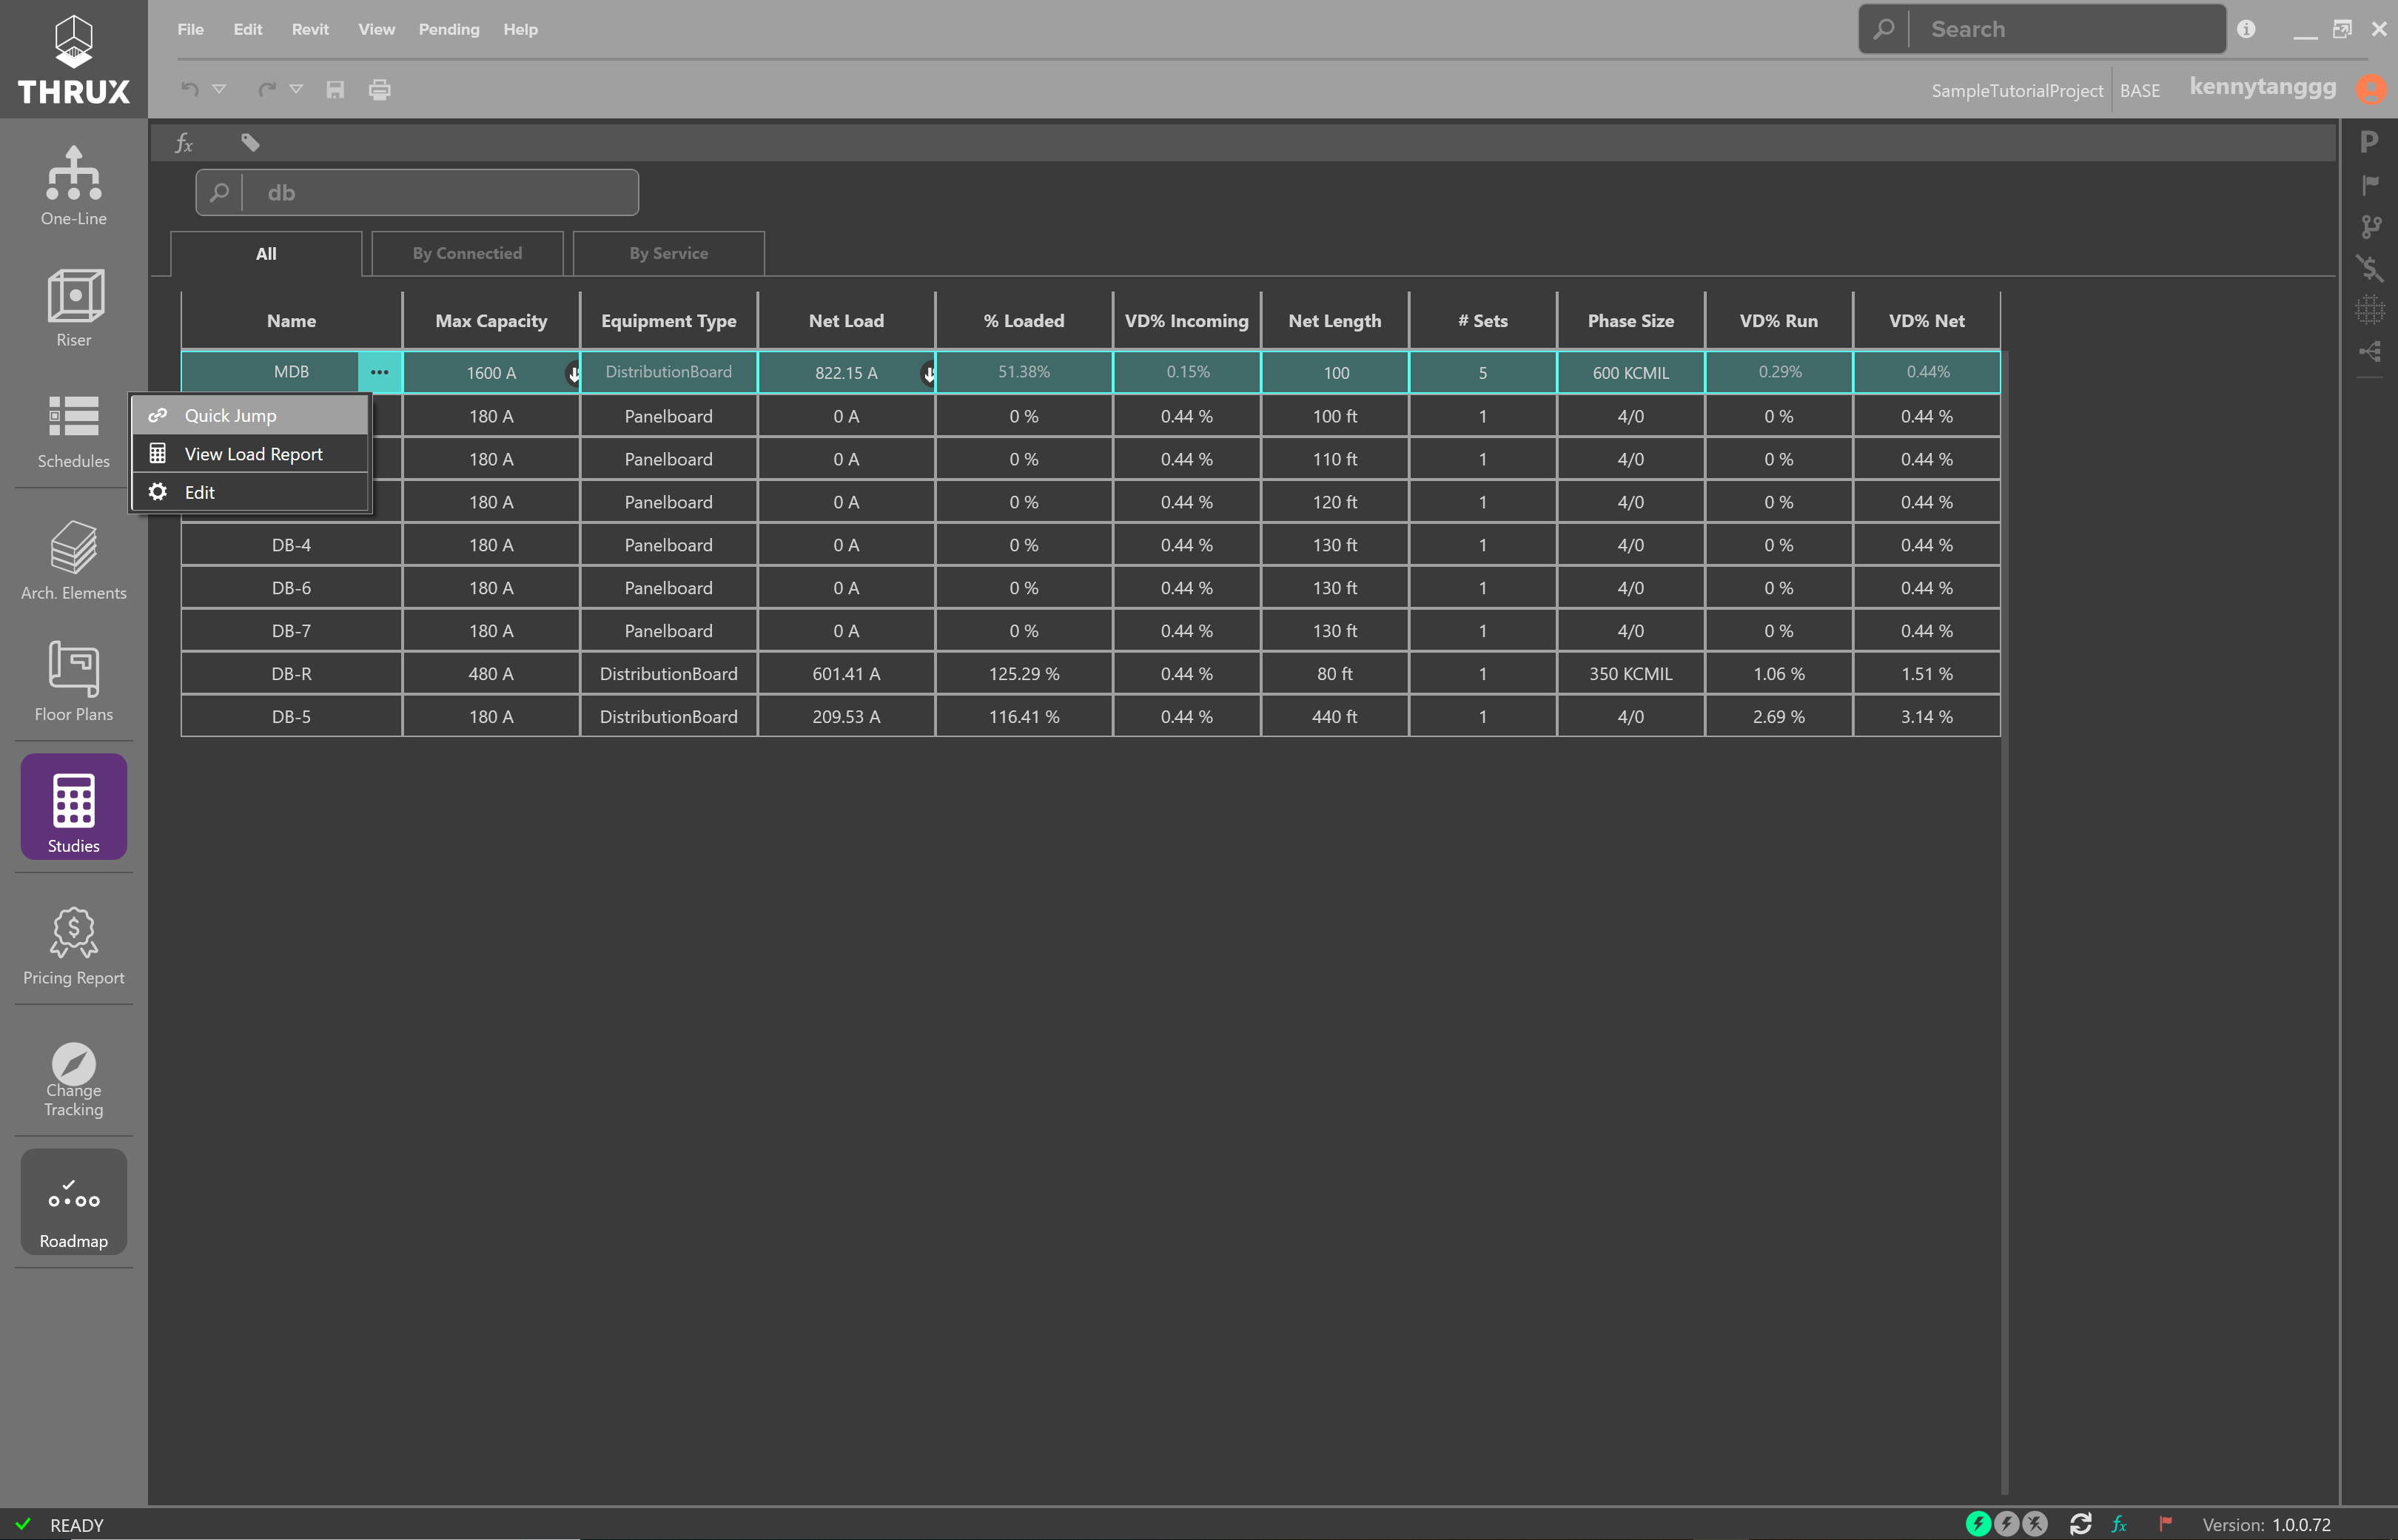 THRUX
File Edit Revit View Pending Help
Search
SampleTutorialProject BASE kennytanggg
fx
db
One-Line
Riser
Schedules
Arch. Elements
Floor Plans
Studies
Pricing Report
Change
Tracking
Roadmap
All By Connectied By Service
Name Max Capacity Equipment Type Net Load % Loaded VD% Incoming Net Length # Sets Phase Size VD% Run VD% Net
MDB ... 1600 A DistributionBoard 822.15 A 51.38% 0.15% 100 5 600 KCMIL 0.29% 0.44%
Quick Jump
View Load Report
Edit
180 A Panelboard 0 A 0 % 0.44 % 100 ft 1 4/0 0 % 0.44 %
180 A Panelboard 0 A 0 % 0.44 % 110 ft 1 4/0 0 % 0.44 %
180 A Panelboard 0 A 0 % 0.44 % 120 ft 1 4/0 0 % 0.44 %
DB-4 180 A Panelboard 0 A 0 % 0.44 % 130 ft 1 4/0 0 % 0.44 %
DB-6 180 A Panelboard 0 A 0 % 0.44 % 130 ft 1 4/0 0 % 0.44 %
DB-7 180 A Panelboard 0 A 0 % 0.44 % 130 ft 1 4/0 0 % 0.44 %
DB-R 480 A DistributionBoard 601.41 A 125.29 % 0.44 % 80 ft 1 350 KCMIL 1.06 % 1.51 %
DB-5 180 A DistributionBoard 209.53 A 116.41 % 0.44 % 440 ft 1 4/0 2.69 % 3.14 %
P
READY
fx
Version: 1.0.0.72